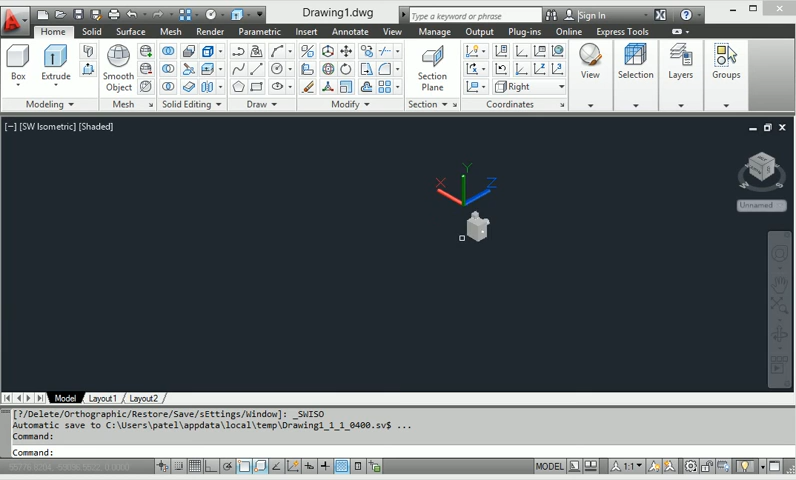 Drawing1.dwg
Type a keyword or phrase
Sign In
Home Solid Surface Mesh Render Parametric Insert Annotate View Manage Output Plug-ins Online Express Tools
Box
Extrude
Smooth
Object
Section
Plane
Right
View
Selection
Layers
Groups
Modeling
Mesh
Solid Editing
Draw
Modify
Section
Coordinates
[−] [SW Isometric] [Shaded]
X Y Z
W S
Unnamed
Model Layout1 Layout2
[?/Delete/Orthographic/Restore/Save/sEttings/Window]: _SWISO
Automatic save to C:\Users\patel\appdata\local\temp\Drawing1_1_1_0400.sv$ ...
Command:
Command:
MODEL
1:1